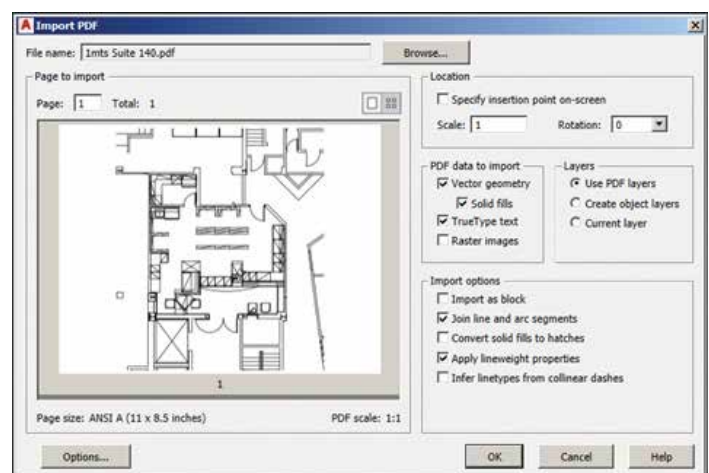 Import PDF
File name: 1mts Suite 140.pdf
Browse...
Page to import
Page: 1 Total: 1
1
Page size: ANSI A (11 x 8.5 inches) PDF scale: 1:1
Location
Specify insertion point on-screen
Scale: 1 Rotation: 0
PDF data to import
Vector geometry
Solid fills
TrueType text
Raster images
Layers
Use PDF layers
Create object layers
Current layer
Import options
Import as block
Join line and arc segments
Convert solid fills to hatches
Apply lineweight properties
Infer linetypes from collinear dashes
Options...
OK
Cancel
Help